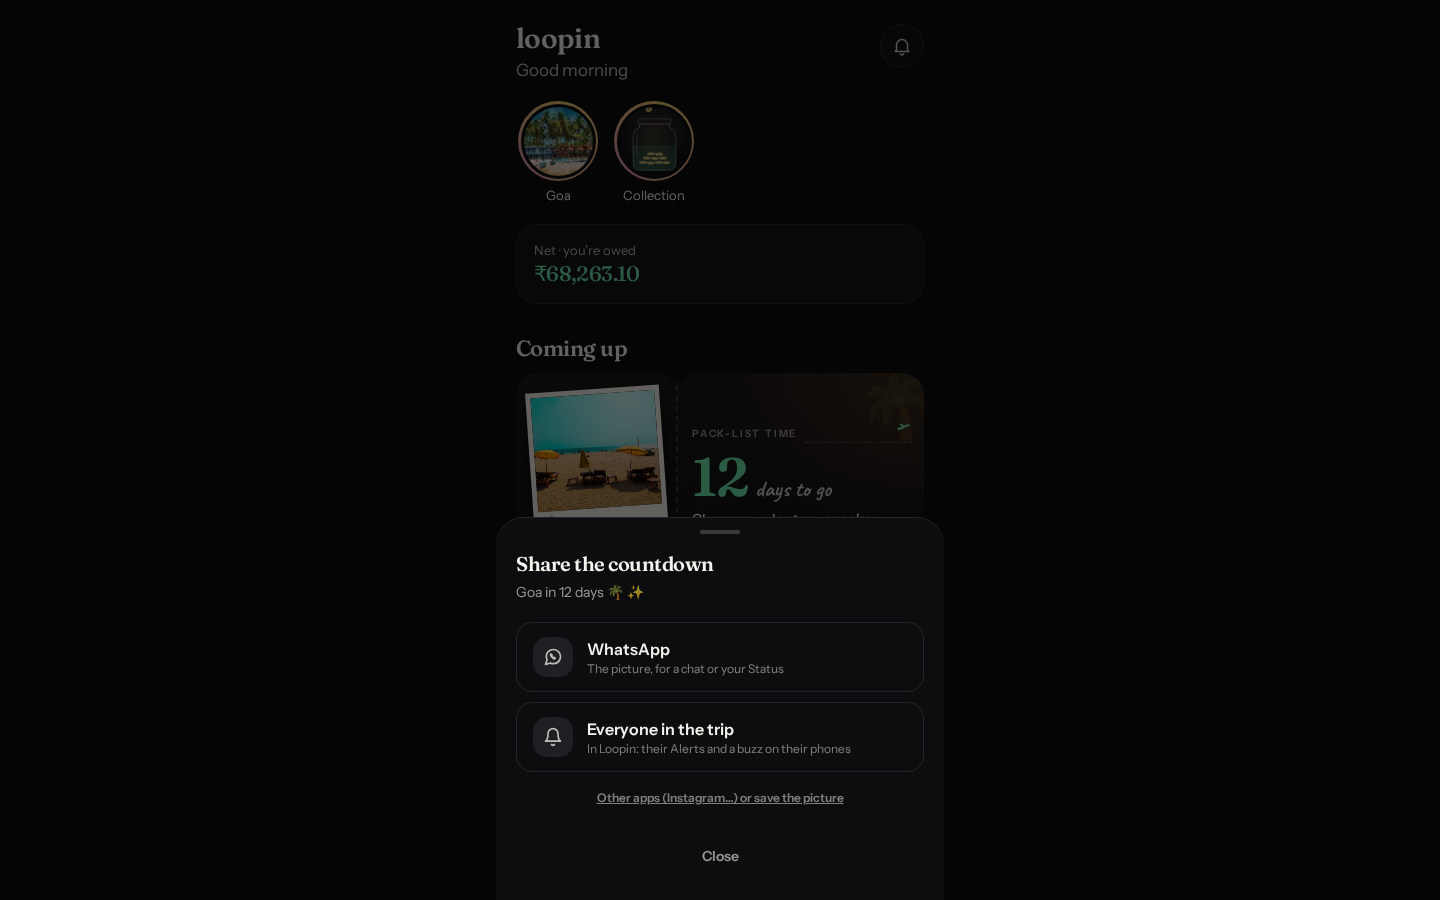 loopin
Good morning
Goa
Collection
Net · you're owed
₹68,263.10
Coming up
PACK-LIST TIME
12 days to go
Share the countdown
Goa in 12 days 🌴 ✨
WhatsApp
The picture, for a chat or your Status
Everyone in the trip
In Loopin: their Alerts and a buzz on their phones
Other apps (Instagram...) or save the picture
Close